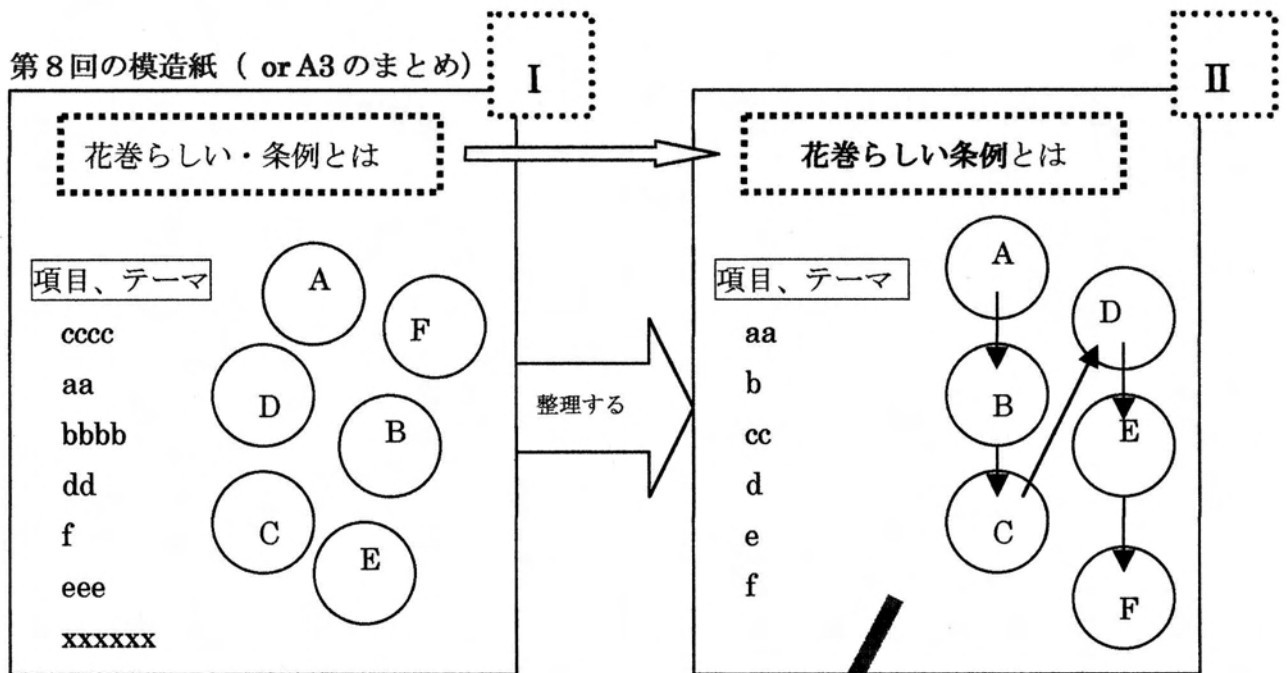 第8回の模造紙（ or A3 のまとめ）
I
花巻らしい・条例とは
項目、テーマ
cccc
aa
bbbb
dd
f
eee
xxxxxx
A
F
D
B
C
E
整理する
II
花巻らしい条例とは
項目、テーマ
aa
b
cc
d
e
f
A
D
B
E
C
F